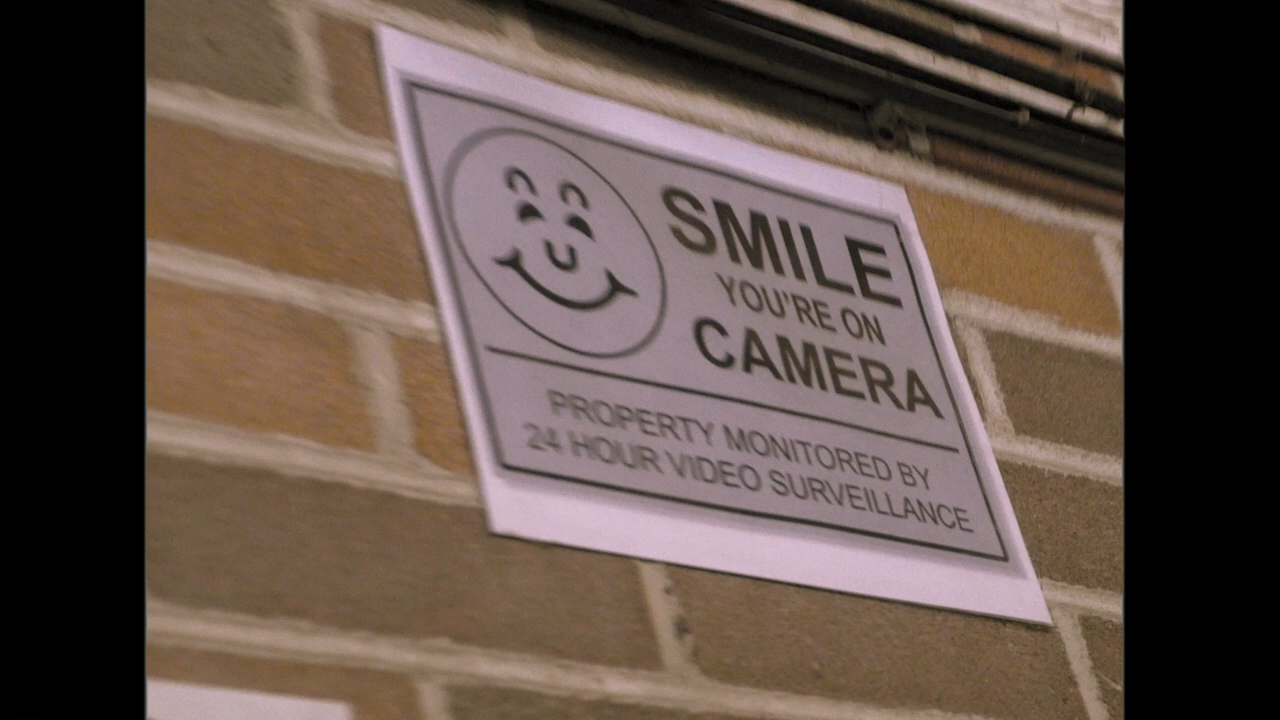 SMILE
YOU'RE ON
CAMERA
PROPERTY MONITORED BY
24 HOUR VIDEO SURVEILLANCE